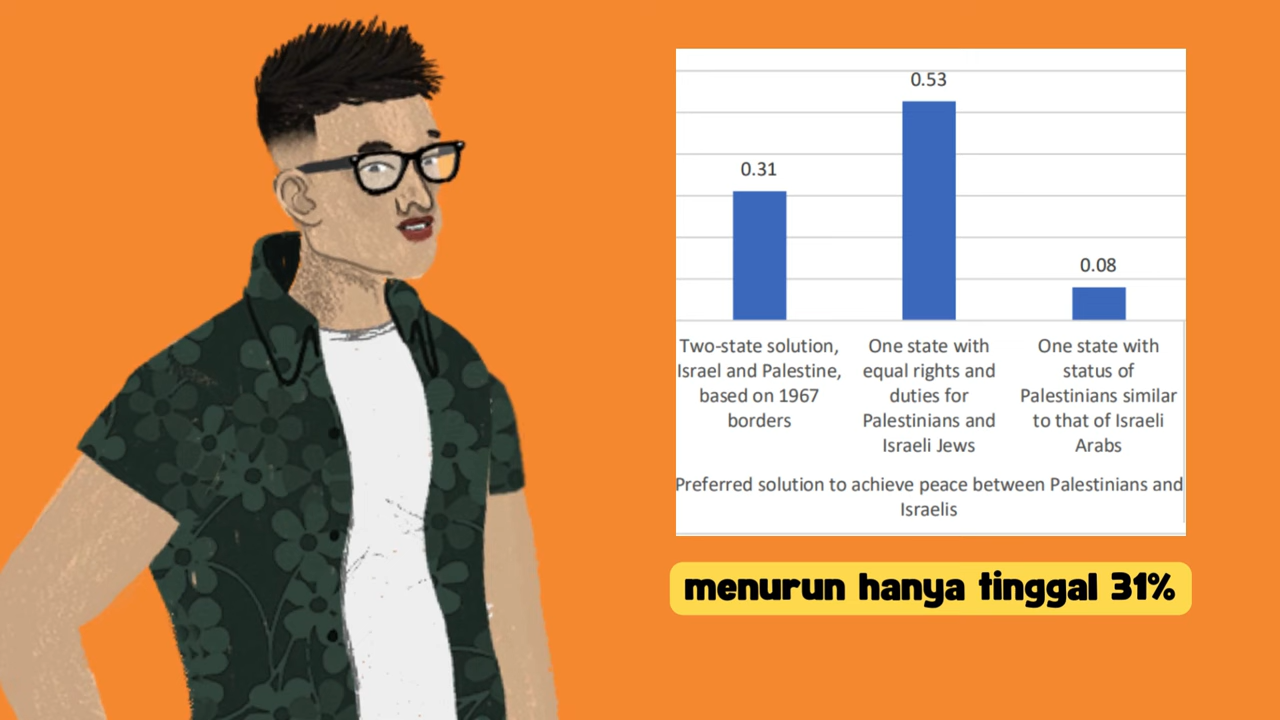 0.53
0.31
0.08
Two-state solution,
Israel and Palestine,
based on 1967
borders
One state with
equal rights and
duties for
Palestinians and
Israeli Jews
One state with
status of
Palestinians similar
to that of Israeli
Arabs
Preferred solution to achieve peace between Palestinians and
Israelis
menurun hanya tinggal 31%